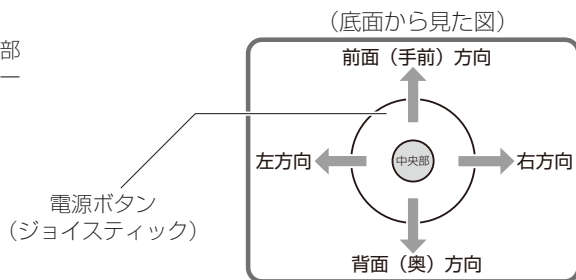 （底面から見た図）
部
前面（手前）方向
左方向
中央部
右方向
電源ボタン
（ジョイスティック）
背面（奥）方向